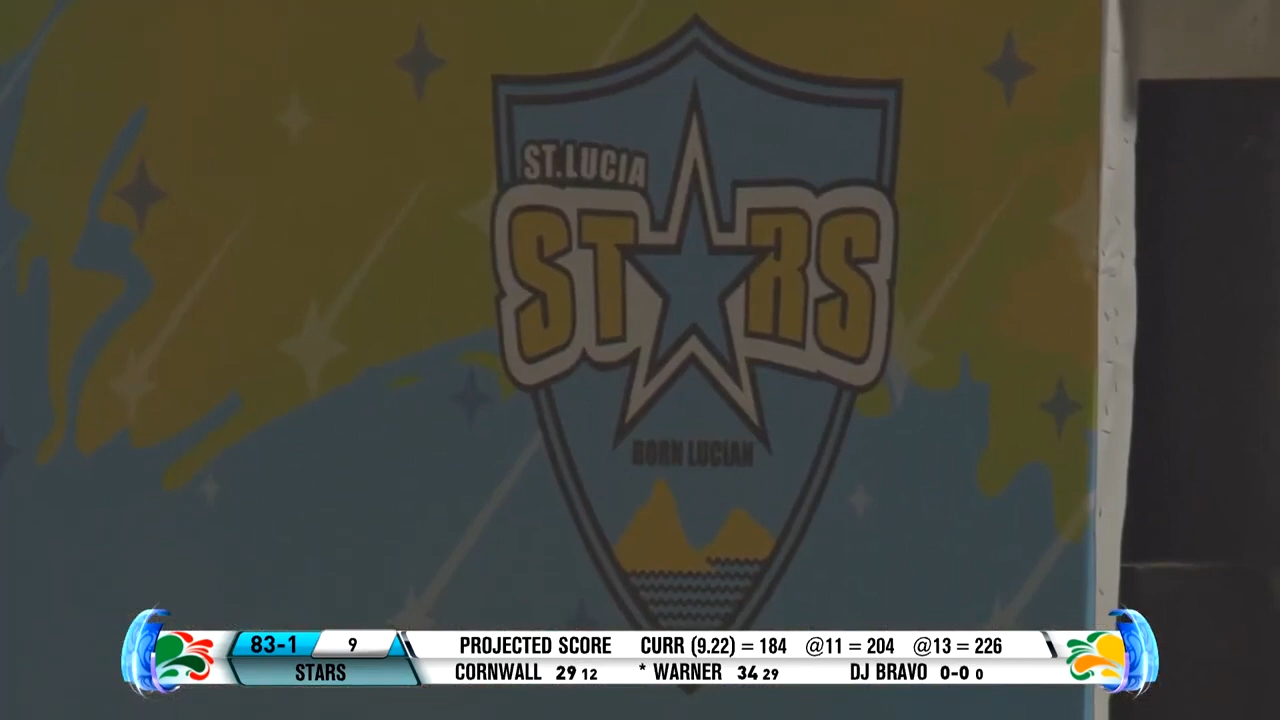 ST.LUCIA
STARS
BORN LUCIAN
83-1 9 PROJECTED SCORE CURR (9.22) = 184 @11 = 204 @13 = 226
STARS CORNWALL 29 12 * WARNER 34 29 DJ BRAVO 0-0 0